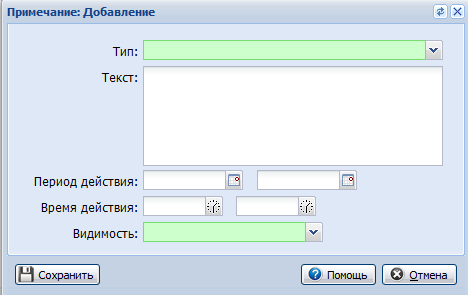 Примечание: Добавление
Тип:
Текст:
Период действия:
Время действия:
Видимость:
Сохранить
Помощь
Отмена